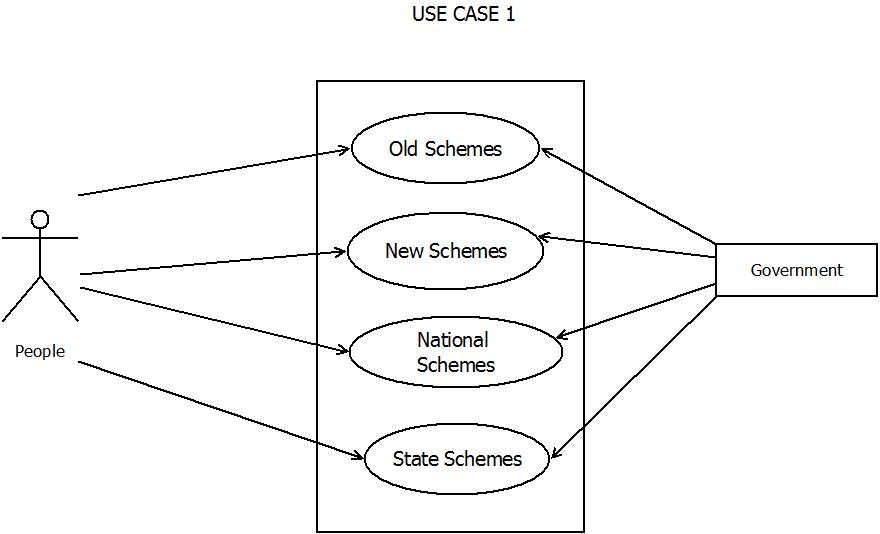 USE CASE 1
Old Schemes
New Schemes
Government
National
Schemes
People
State Schemes